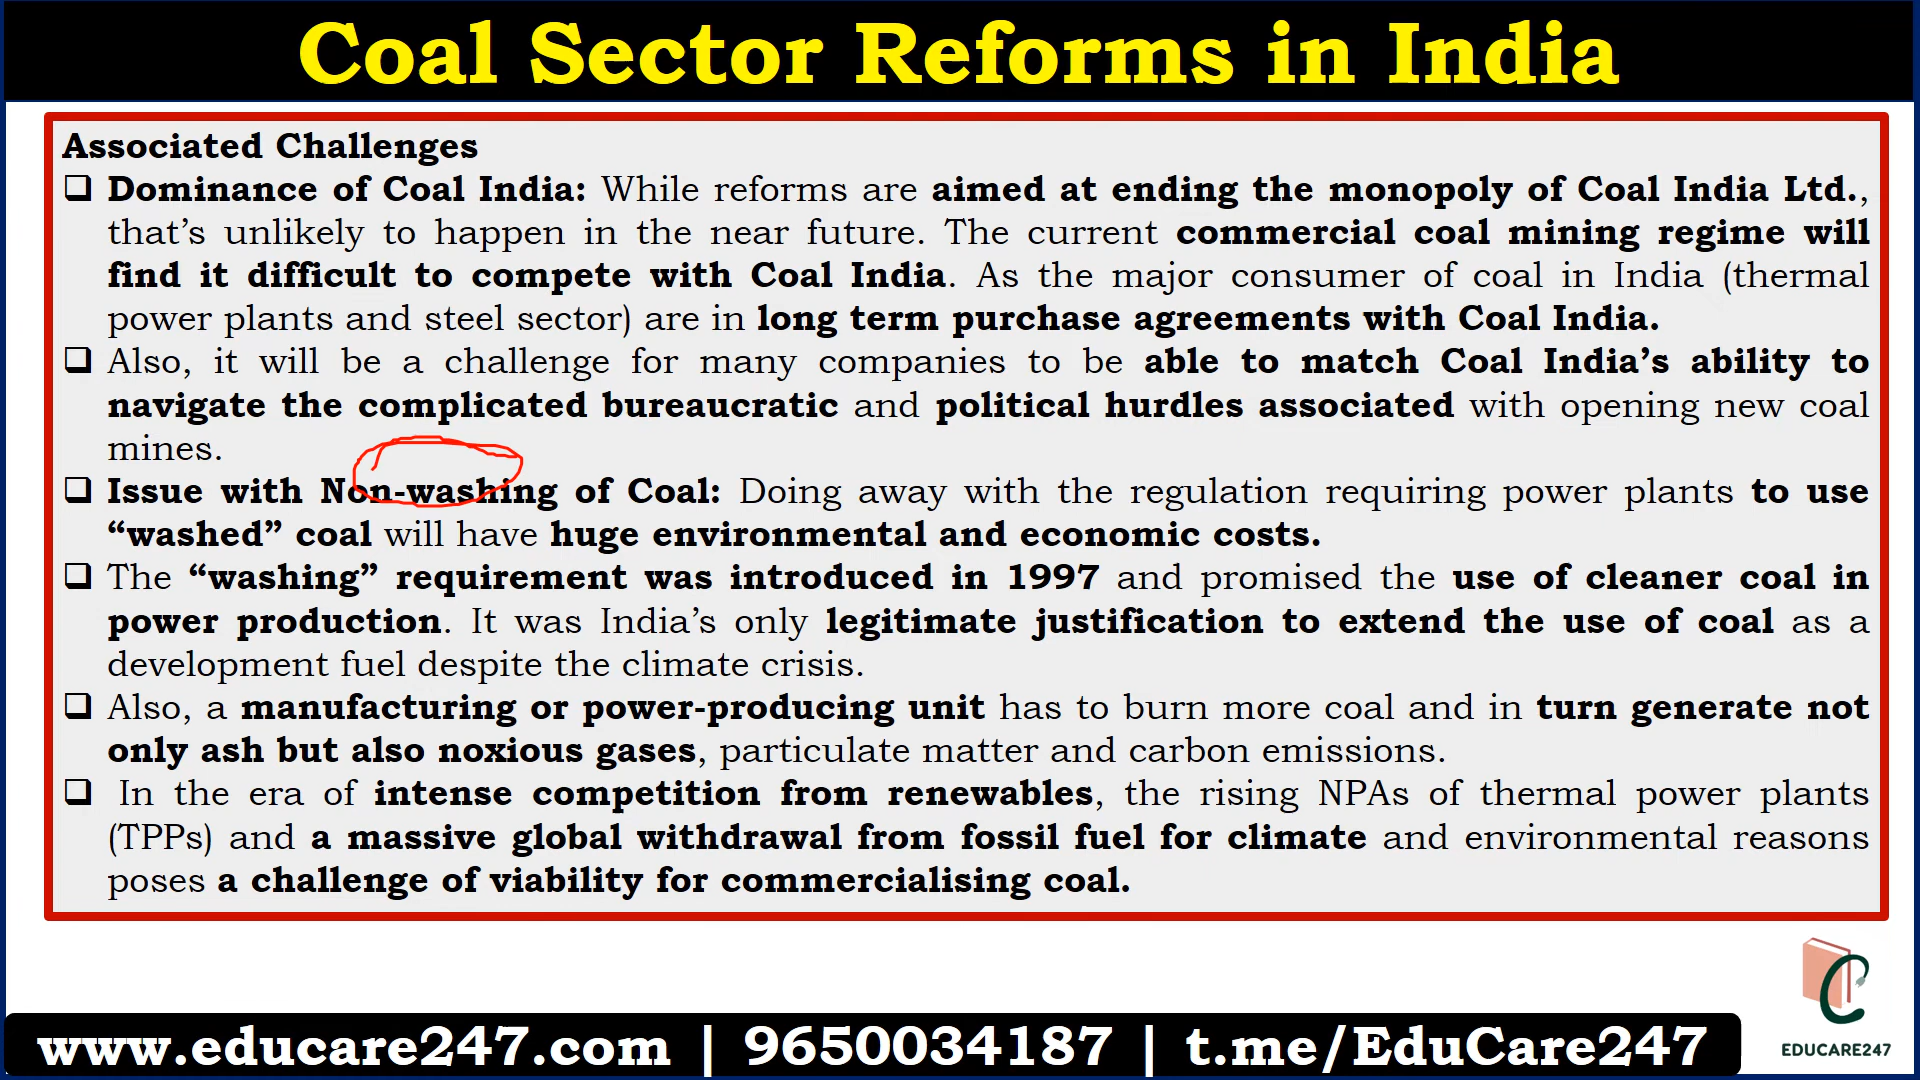 Coal Sector Reforms in India
Associated Challenges
❑ Dominance of Coal India: While reforms are aimed at ending the monopoly of Coal India Ltd.,
that’s unlikely to happen in the near future. The current commercial coal mining regime will
find it difficult to compete with Coal India. As the major consumer of coal in India (thermal
power plants and steel sector) are in long term purchase agreements with Coal India.
❑ Also, it will be a challenge for many companies to be able to match Coal India’s ability to
navigate the complicated bureaucratic and political hurdles associated with opening new coal
mines.
❑ Issue with Non-washing of Coal: Doing away with the regulation requiring power plants to use
“washed” coal will have huge environmental and economic costs.
❑ The “washing” requirement was introduced in 1997 and promised the use of cleaner coal in
power production. It was India’s only legitimate justification to extend the use of coal as a
development fuel despite the climate crisis.
❑ Also, a manufacturing or power-producing unit has to burn more coal and in turn generate not
only ash but also noxious gases, particulate matter and carbon emissions.
❑ In the era of intense competition from renewables, the rising NPAs of thermal power plants
(TPPs) and a massive global withdrawal from fossil fuel for climate and environmental reasons
poses a challenge of viability for commercialising coal.
www.educare247.com | 9650034187 | t.me/EduCare247
EDUCARE247